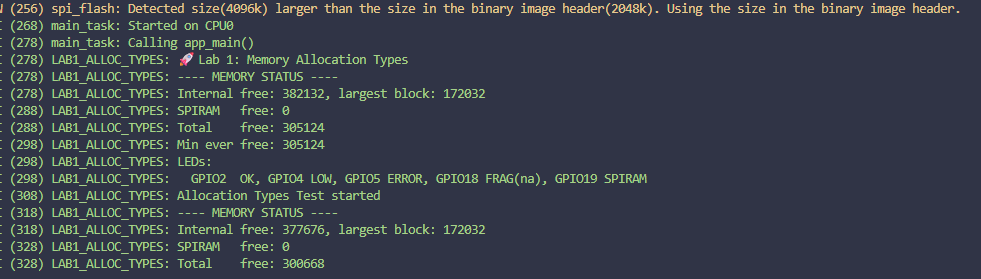 (256) spi_flash: Detected size(4096k) larger than the size in the binary image header(2048k). Using the size in the binary image header.
(268) main_task: Started on CPU0
(278) main_task: Calling app_main()
(278) LAB1_ALLOC_TYPES: 🚀 Lab 1: Memory Allocation Types
(278) LAB1_ALLOC_TYPES: ---- MEMORY STATUS ----
(278) LAB1_ALLOC_TYPES: Internal free: 382132, largest block: 172032
(288) LAB1_ALLOC_TYPES: SPIRAM   free: 0
(288) LAB1_ALLOC_TYPES: Total    free: 305124
(298) LAB1_ALLOC_TYPES: Min ever free: 305124
(298) LAB1_ALLOC_TYPES: LEDs:
(298) LAB1_ALLOC_TYPES:   GPIO2  OK, GPIO4 LOW, GPIO5 ERROR, GPIO18 FRAG(na), GPIO19 SPIRAM
(308) LAB1_ALLOC_TYPES: Allocation Types Test started
(318) LAB1_ALLOC_TYPES: ---- MEMORY STATUS ----
(318) LAB1_ALLOC_TYPES: Internal free: 377676, largest block: 172032
(328) LAB1_ALLOC_TYPES: SPIRAM   free: 0
(328) LAB1_ALLOC_TYPES: Total    free: 300668